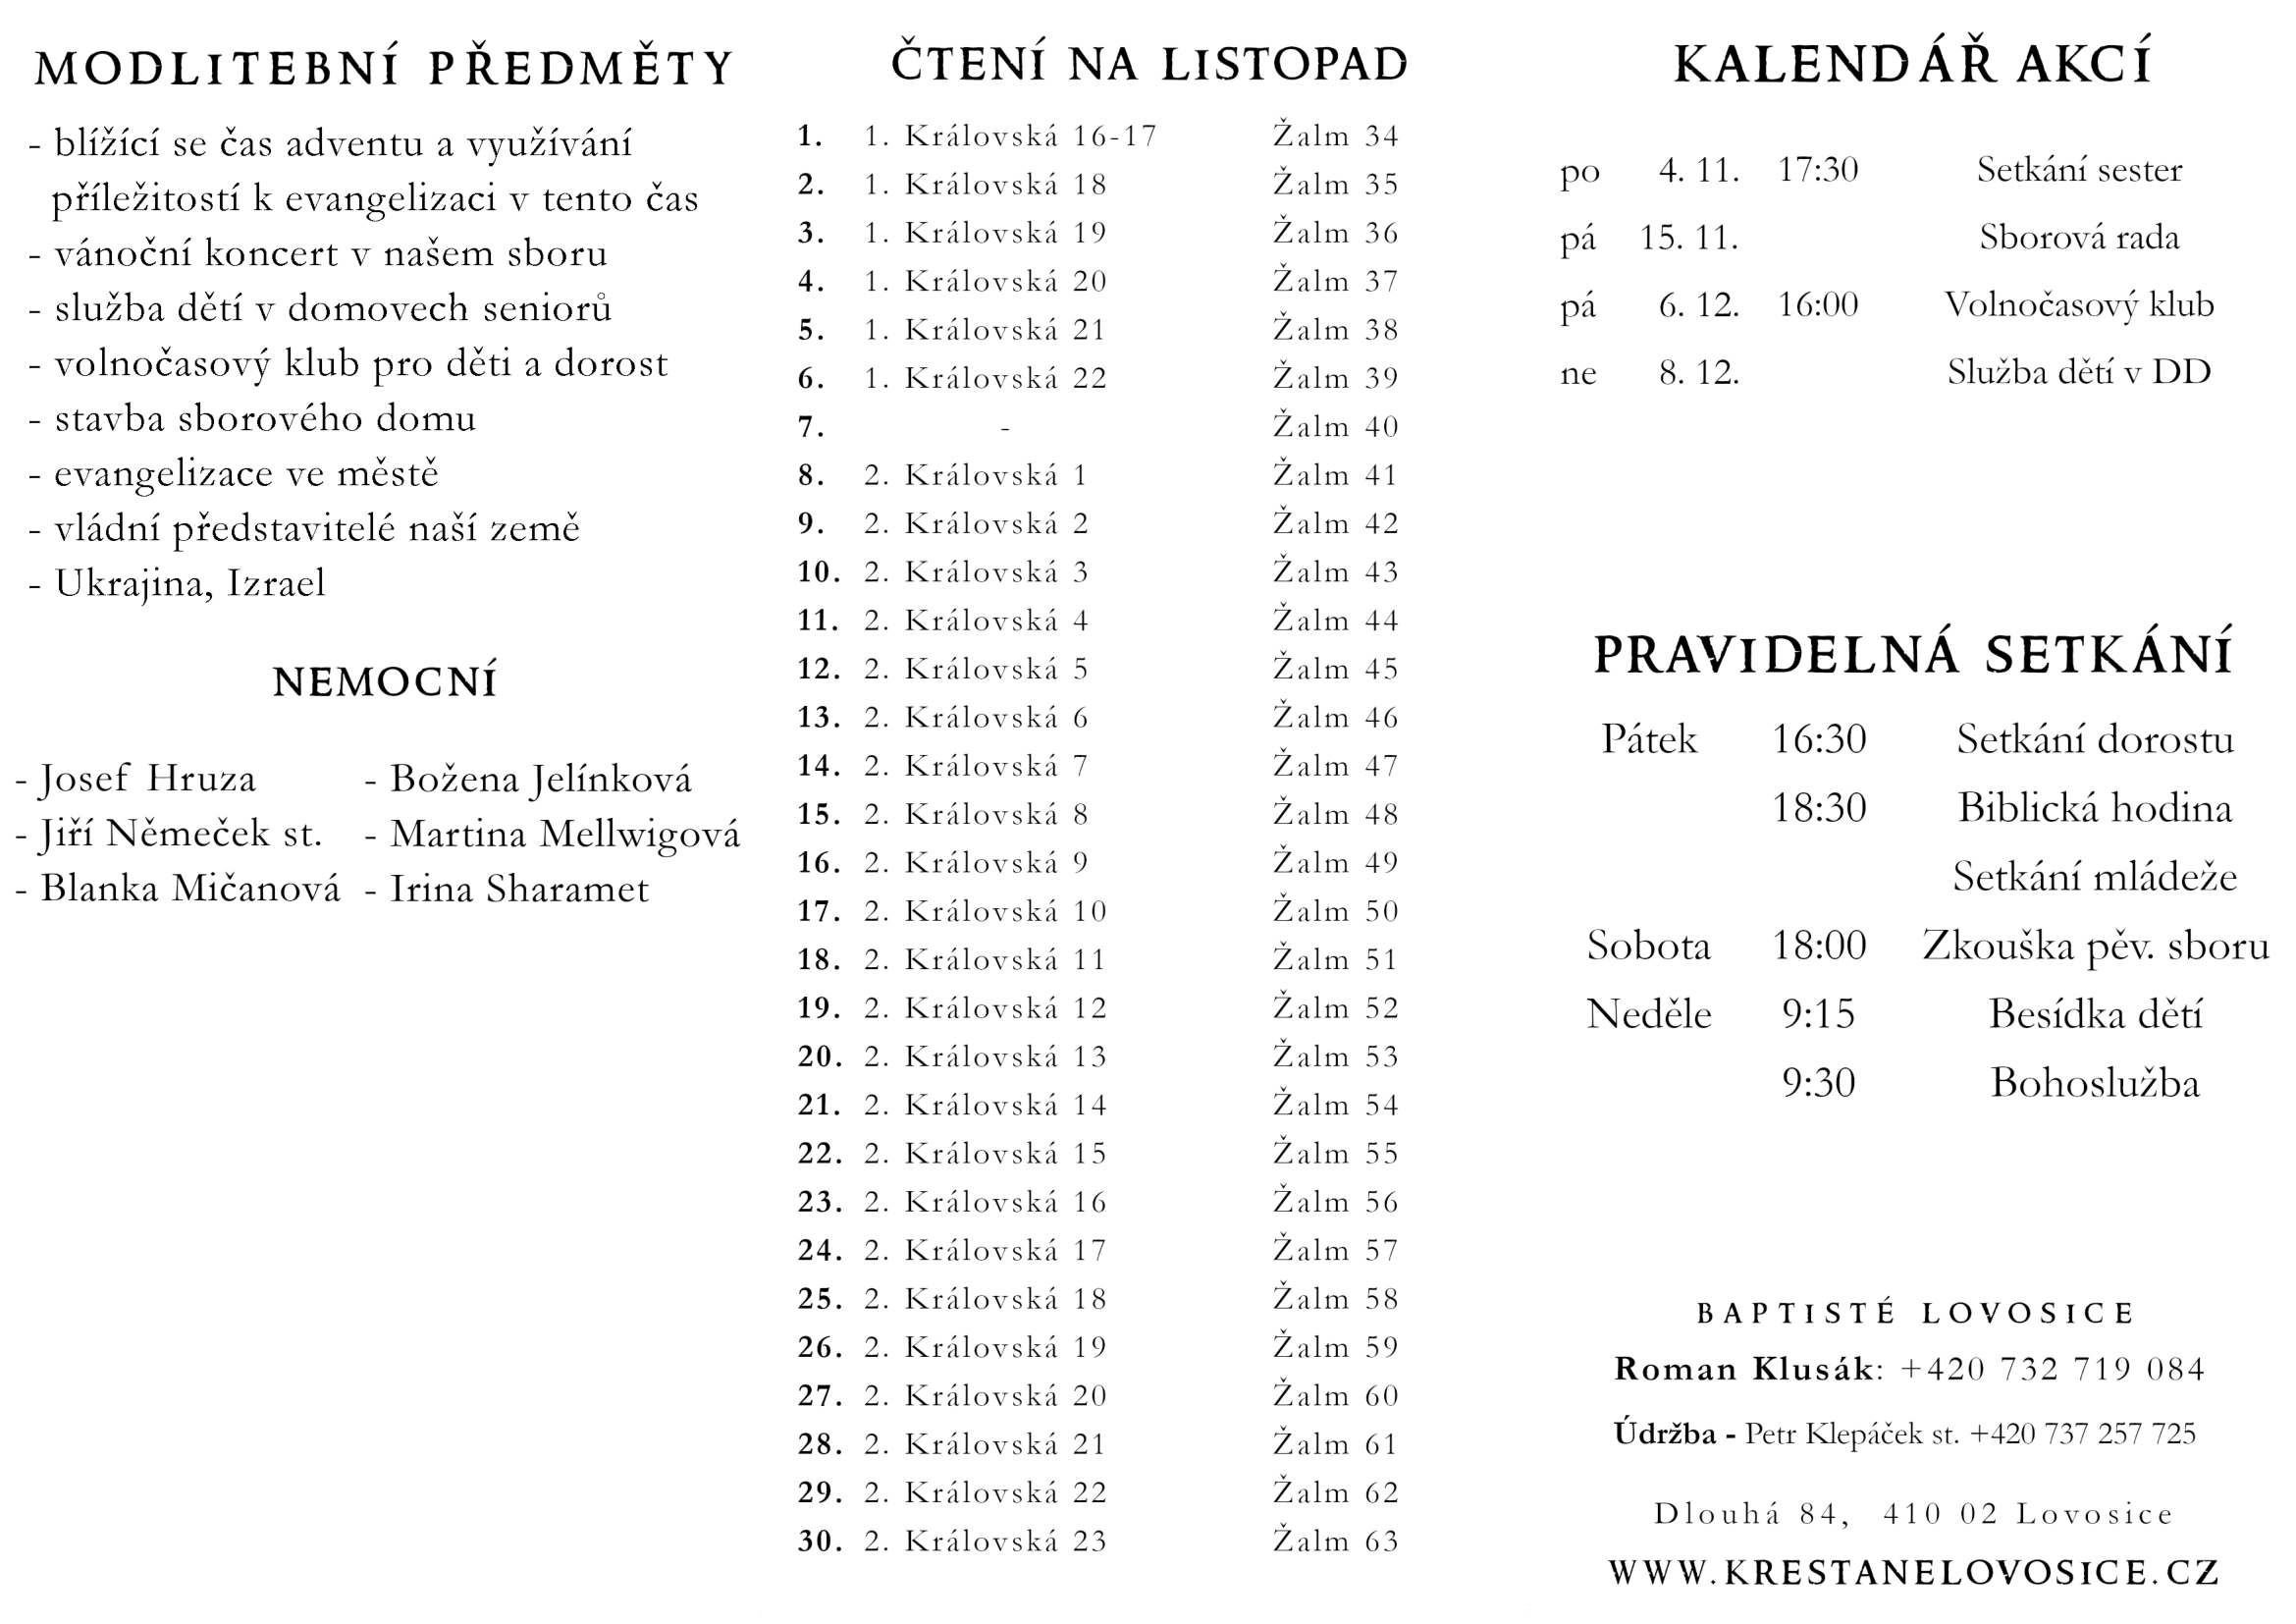 MODLITEBNÍ PŘEDMĚTY
- blížící se čas adventu a využívání
příležitostí k evangelizaci v tento čas
- vánoční koncert v našem sboru
- služba dětí v domovech seniorů
- volnočasový klub pro děti a dorost
- stavba sborového domu
- evangelizace ve městě
- vládní představitelé naší země
- Ukrajina, Izrael
NEMOCNÍ
- Josef Hruza
- Jiří Němeček st.
- Blanka Mičanová
- Božena Jelínková
- Martina Mellwigová
- Irina Sharamet
ČTENÍ NA LISTOPAD
1. 1. Královská 16-17 Žalm 34
2. 1. Královská 18 Žalm 35
3. 1. Královská 19 Žalm 36
4. 1. Královská 20 Žalm 37
5. 1. Královská 21 Žalm 38
6. 1. Královská 22 Žalm 39
7. - Žalm 40
8. 2. Královská 1 Žalm 41
9. 2. Královská 2 Žalm 42
10. 2. Královská 3 Žalm 43
11. 2. Královská 4 Žalm 44
12. 2. Královská 5 Žalm 45
13. 2. Královská 6 Žalm 46
14. 2. Královská 7 Žalm 47
15. 2. Královská 8 Žalm 48
16. 2. Královská 9 Žalm 49
17. 2. Královská 10 Žalm 50
18. 2. Královská 11 Žalm 51
19. 2. Královská 12 Žalm 52
20. 2. Královská 13 Žalm 53
21. 2. Královská 14 Žalm 54
22. 2. Královská 15 Žalm 55
23. 2. Královská 16 Žalm 56
24. 2. Královská 17 Žalm 57
25. 2. Královská 18 Žalm 58
26. 2. Královská 19 Žalm 59
27. 2. Královská 20 Žalm 60
28. 2. Královská 21 Žalm 61
29. 2. Královská 22 Žalm 62
30. 2. Královská 23 Žalm 63
KALENDÁŘ AKCÍ
po 4. 11. 17:30 Setkání sester
pá 15. 11. Sborová rada
pá 6. 12. 16:00 Volnočasový klub
ne 8. 12. Služba dětí v DD
PRAVIDELNÁ SETKÁNÍ
Pátek 16:30 Setkání dorostu
18:30 Biblická hodina
Setkání mládeže
Sobota 18:00 Zkouška pěv. sboru
Neděle 9:15 Besídka dětí
9:30 Bohoslužba
BAPTISTÉ LOVOSICE
Roman Klusák: +420 732 719 084
Údržba - Petr Klepáček st. +420 737 257 725
Dlouhá 84, 410 02 Lovosice
WWW.KRESTANELOVOSICE.CZ